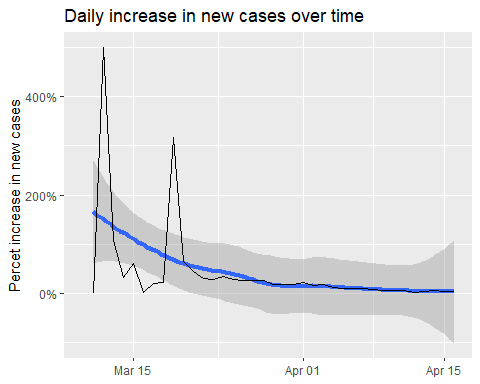 Daily increase in new cases over time
Percet increase in new cases
400%
200%
0%
Mar 15
Apr 01
Apr 15